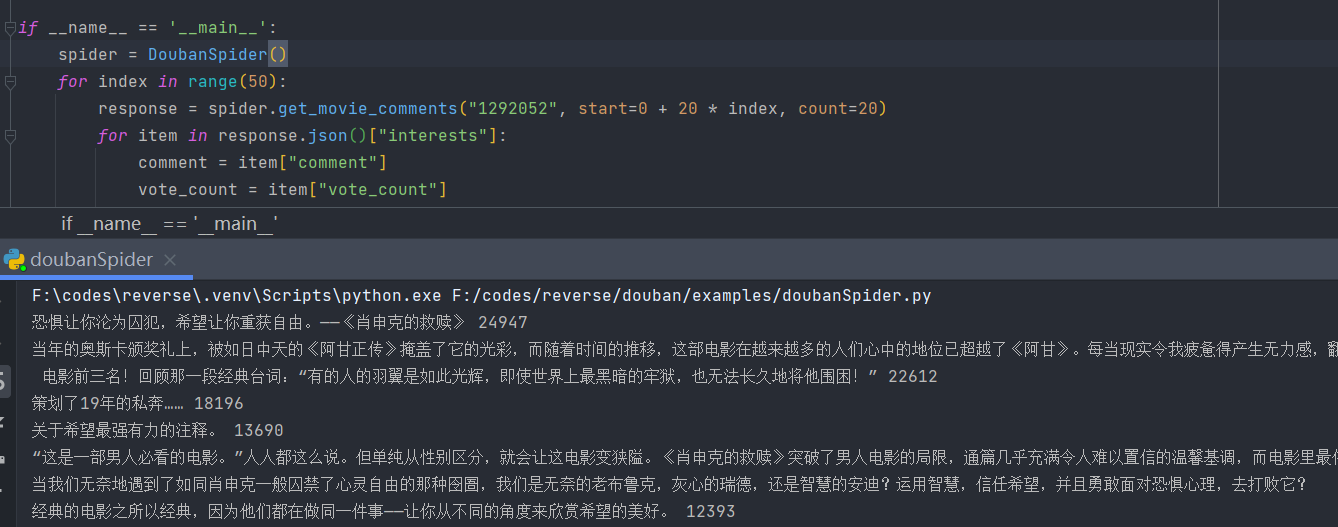 if __name__ == '__main__':
spider = DoubanSpider()
for index in range(50):
response = spider.get_movie_comments("1292052", start=0 + 20 * index, count=20)
for item in response.json()["interests"]:
comment = item["comment"]
vote_count = item["vote_count"]
if __name__ == '__main__'
doubanSpider
F:\codes\reverse\.venv\Scripts\python.exe F:/codes/reverse/douban/examples/doubanSpider.py
恐惧让你沦为囚犯，希望让你重获自由。——《肖申克的救赎》 24947
当年的奥斯卡颁奖礼上，被如日中天的《阿甘正传》掩盖了它的光彩，而随着时间的推移，这部电影在越来越多的人们心中的地位已超越了《阿甘》。每当现实令我疲惫得产生无力感，翻
电影前三名！回顾那一段经典台词：“有的人的羽翼是如此光辉，即使世界上最黑暗的牢狱，也无法长久地将他围困！” 22612
策划了19年的私奔…… 18196
关于希望最强有力的注释。 13690
“这是一部男人必看的电影。”人人都这么说。但单纯从性别区分，就会让这电影变狭隘。《肖申克的救赎》突破了男人电影的局限，通篇几乎充满令人难以置信的温馨基调，而电影里最
当我们无奈地遇到了如同肖申克一般囚禁了心灵自由的那种囹圄，我们是无奈的老布鲁克，灰心的瑞德，还是智慧的安迪？运用智慧，信任希望，并且勇敢面对恐惧心理，去打败它？
经典的电影之所以经典，因为他们都在做同一件事——让你从不同的角度来欣赏希望的美好。 12393